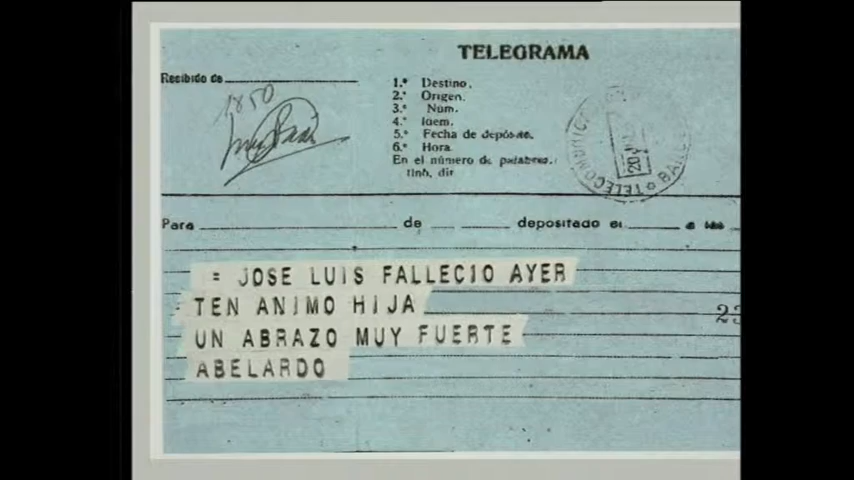 TELEGRAMA
Recibido de
1850
1.ª Destino.
2.ª Origen.
3.ª Núm.
4.ª Idem.
5.ª Fecha de depósito.
6.ª Hora.
En el número de palabras.
Para de depositado el a las
= JOSE LUIS FALLECIO AYER
TEN ANIMO HIJA
UN ABRAZO MUY FUERTE
ABELARDO